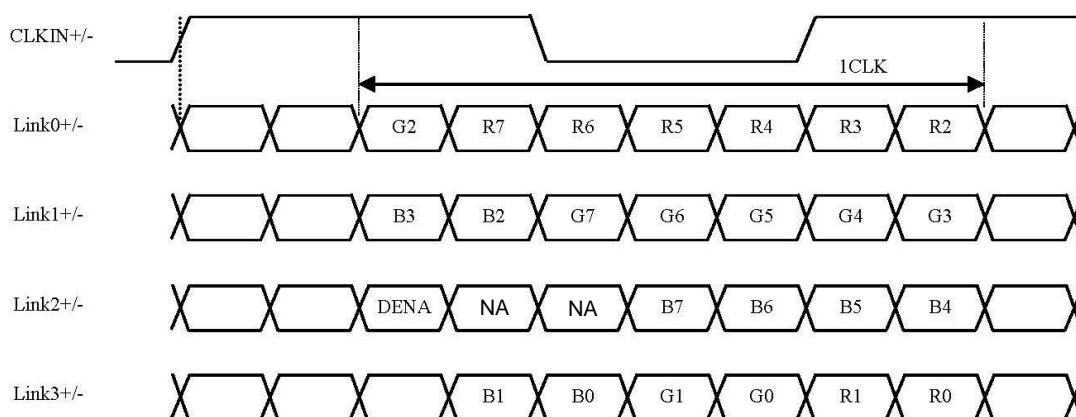 CLKIN+/-
1CLK
Link0+/- G2 R7 R6 R5 R4 R3 R2
Link1+/- B3 B2 G7 G6 G5 G4 G3
Link2+/- DENA NA NA B7 B6 B5 B4
Link3+/- B1 B0 G1 G0 R1 R0